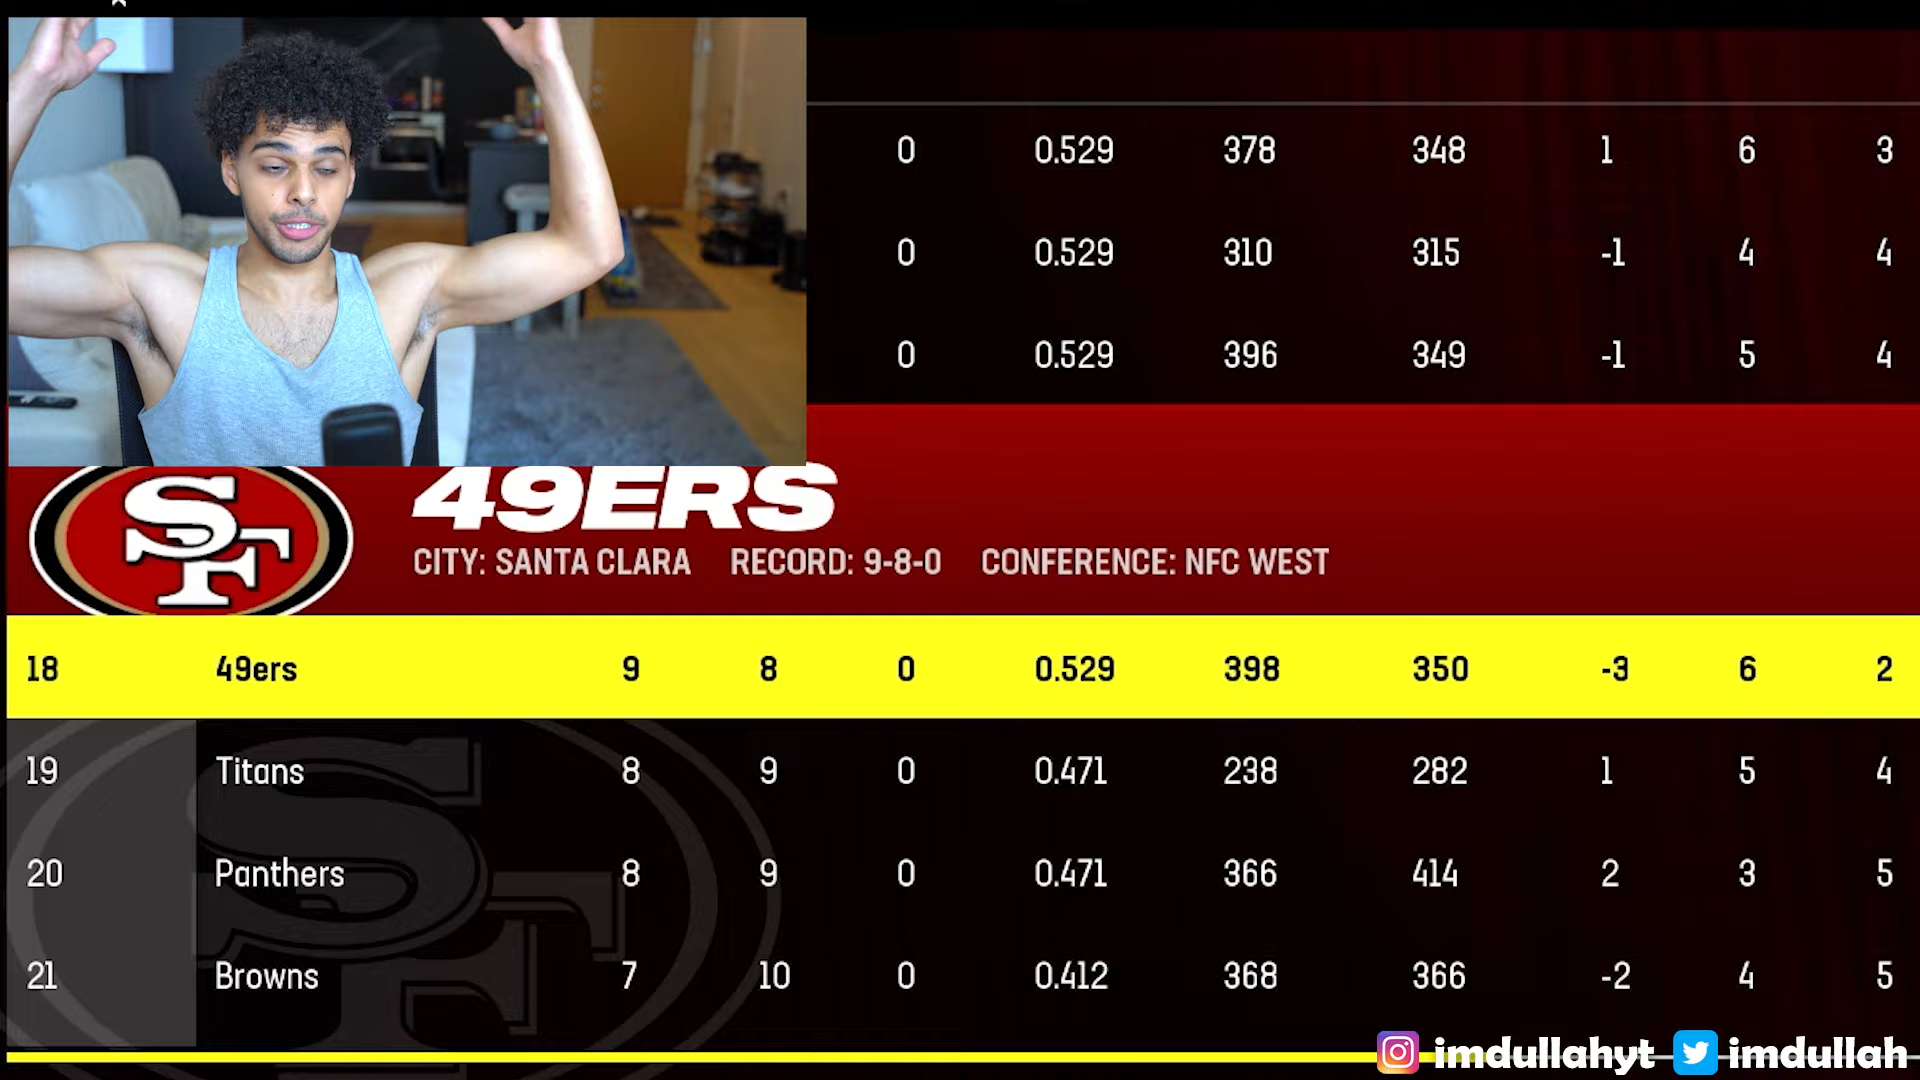 0 0.529 378 348 1 6 3
0 0.529 310 315 -1 4 4
0 0.529 396 349 -1 5 4
SF
49ERS
CITY: SANTA CLARA RECORD: 9-8-0 CONFERENCE: NFC WEST
18 49ers 9 8 0 0.529 398 350 -3 6 2
19 Titans 8 9 0 0.471 238 282 1 5 4
20 Panthers 8 9 0 0.471 366 414 2 3 5
21 Browns 7 10 0 0.412 368 366 -2 4 5
imdullahyt imdullah